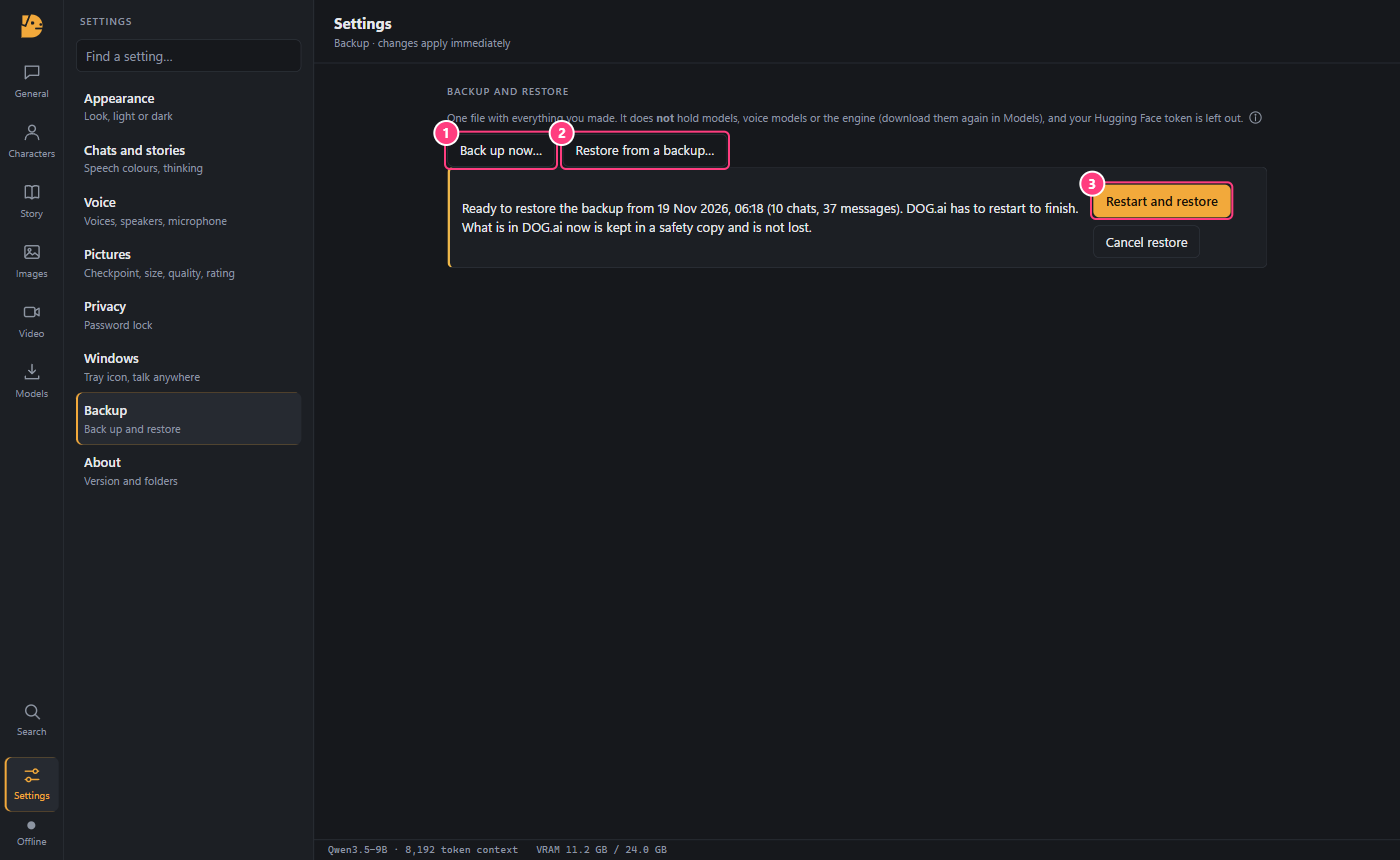 SETTINGS
Find a setting...
Appearance
Look, light or dark
Chats and stories
Speech colours, thinking
Voice
Voices, speakers, microphone
Pictures
Checkpoint, size, quality, rating
Privacy
Password lock
Windows
Tray icon, talk anywhere
Backup
Back up and restore
About
Version and folders
General
Characters
Story
Images
Video
Models
Search
Settings
Offline
Settings
Backup · changes apply immediately
BACKUP AND RESTORE
One file with everything you made. It does not hold models, voice models or the engine (download them again in Models), and your Hugging Face token is left out.
1 Back up now...
2 Restore from a backup...
Ready to restore the backup from 19 Nov 2026, 06:18 (10 chats, 37 messages). DOG.ai has to restart to finish.
What is in DOG.ai now is kept in a safety copy and is not lost.
3 Restart and restore
Cancel restore
Qwen3.5-9B · 8,192 token context VRAM 11.2 GB / 24.0 GB